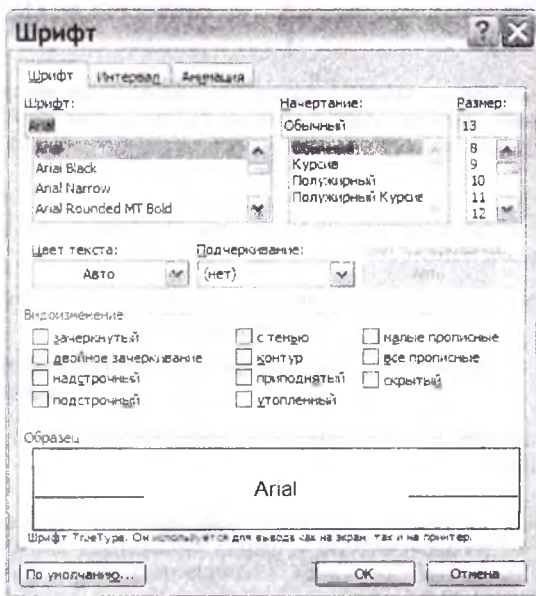 Шрифт
Шрифт Интервал Анимация
Шрифт: Начертание: Размер:
Arial Обычный 13
Arial Обычный 8
Arial Black Курсив 9
Arial Narrow Полужирный 10
Arial Rounded MT Bold Полужирный Курсив 11
12
Цвет текста: Подчеркивание:
Авто (нет) Авто
Видоизменение
зачеркнутый с тенью малые прописные
двойное зачеркивание контур все прописные
надстрочный приподнятый скрытый
подстрочный утопленный
Образец
Arial
Шрифт TrueType. Он используется для вывода как на экран, так и на принтер.
По умолчанию... OK Отмена